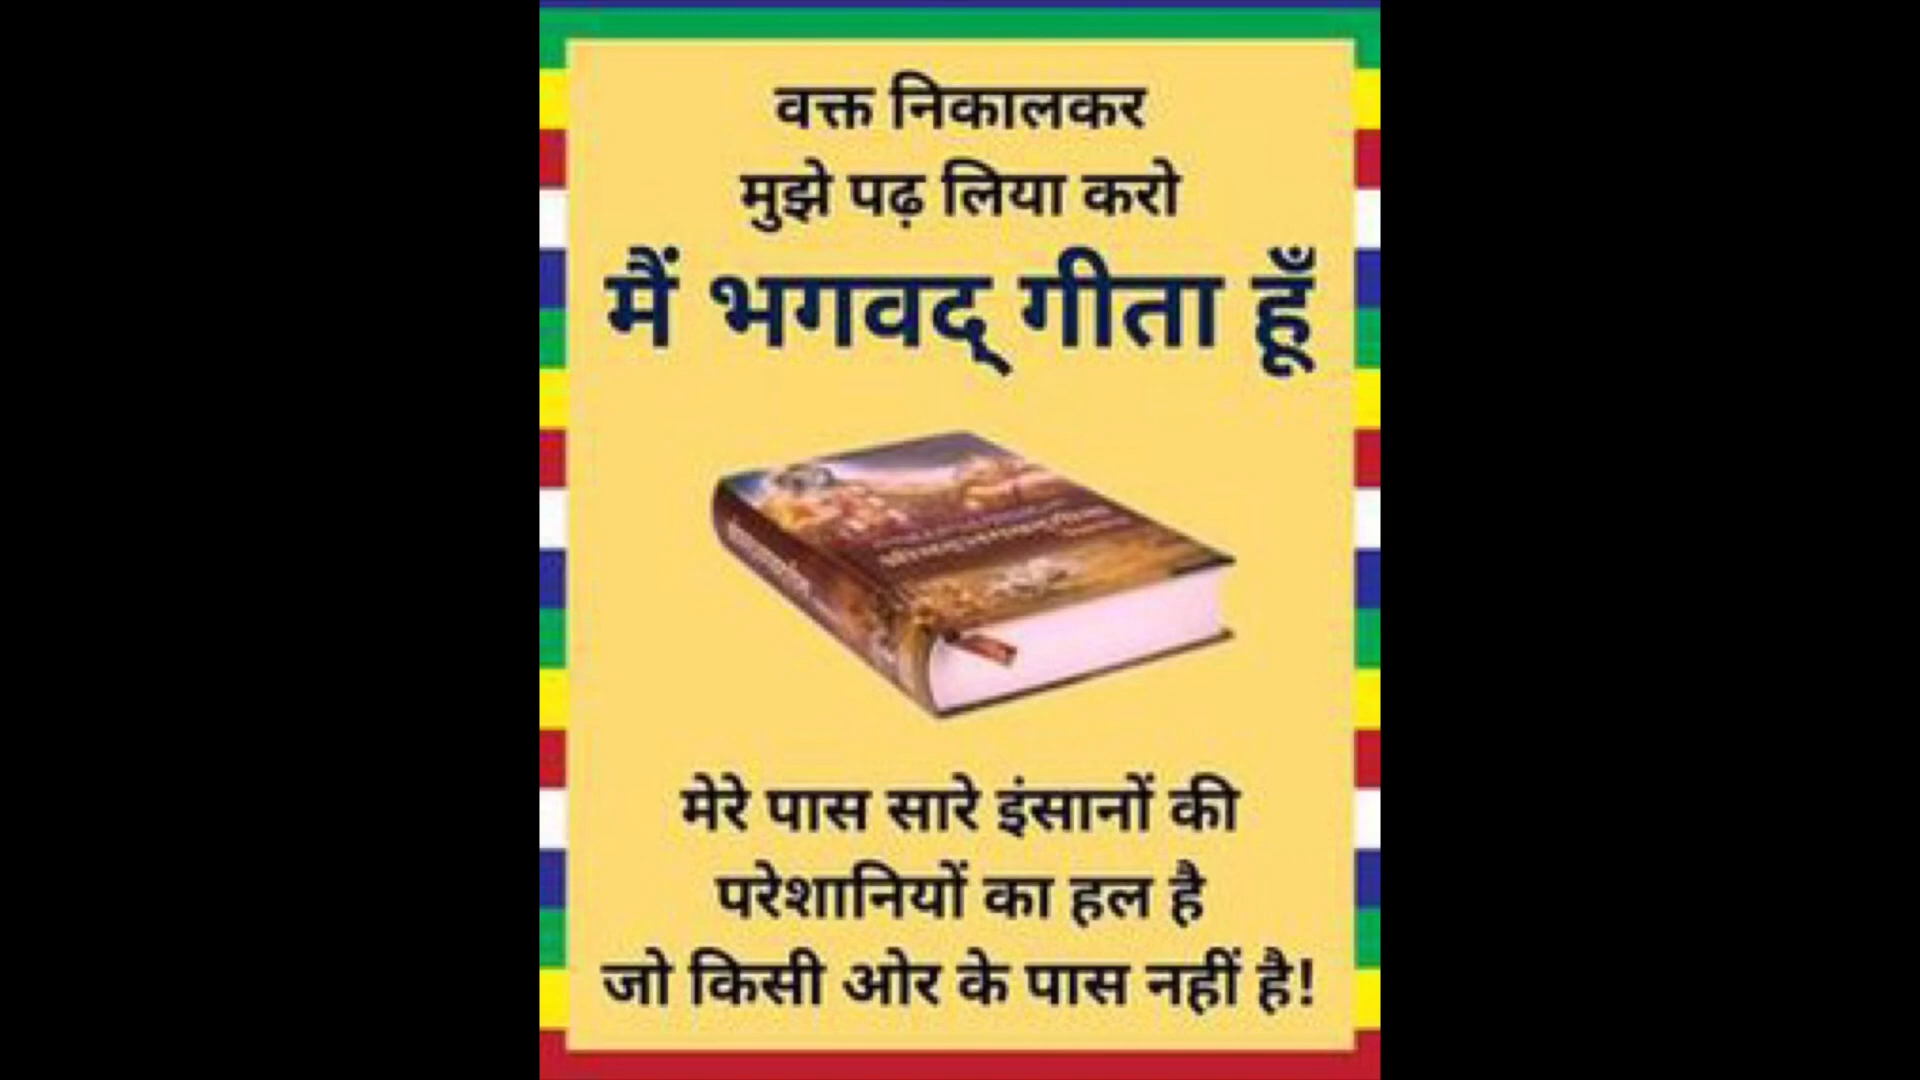 वक्त निकालकर
मुझे पढ़ लिया करो
मैं भगवद् गीता हूँ
मेरे पास सारे इंसानों की
परेशानियों का हल है
जो किसी ओर के पास नहीं है!